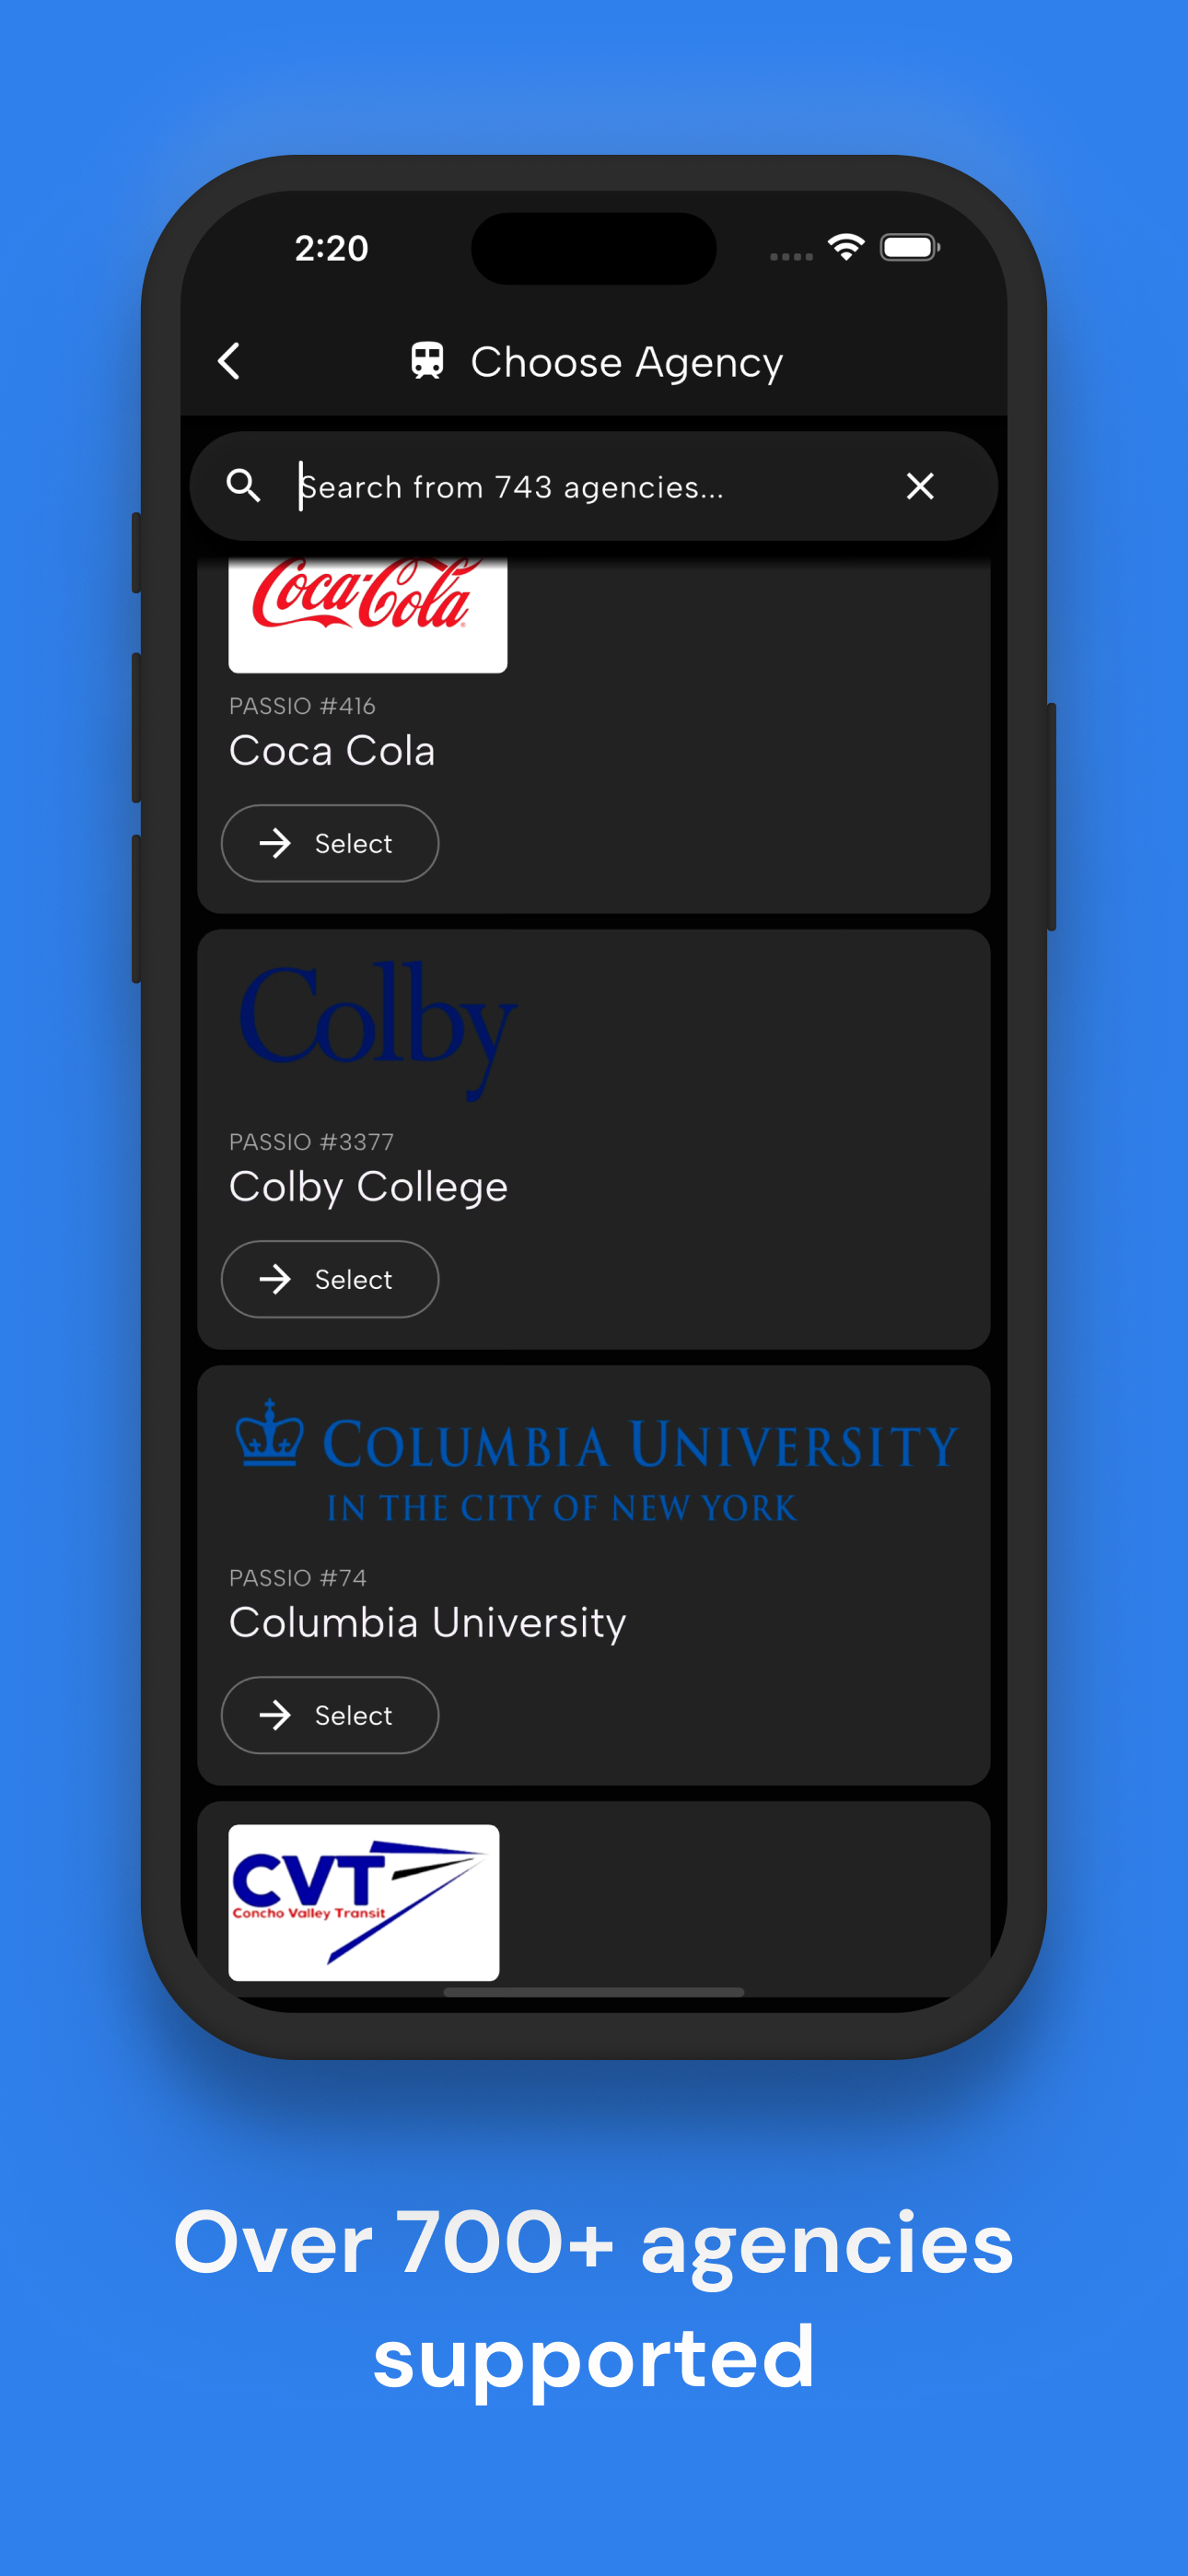 2:20
Choose Agency
Search from 743 agencies...
Coca-Cola
PASSIO #416
Coca Cola
Select
Colby
PASSIO #3377
Colby College
Select
COLUMBIA UNIVERSITY
IN THE CITY OF NEW YORK
PASSIO #74
Columbia University
Select
CVT
Concho Valley Transit
Over 700+ agencies
supported